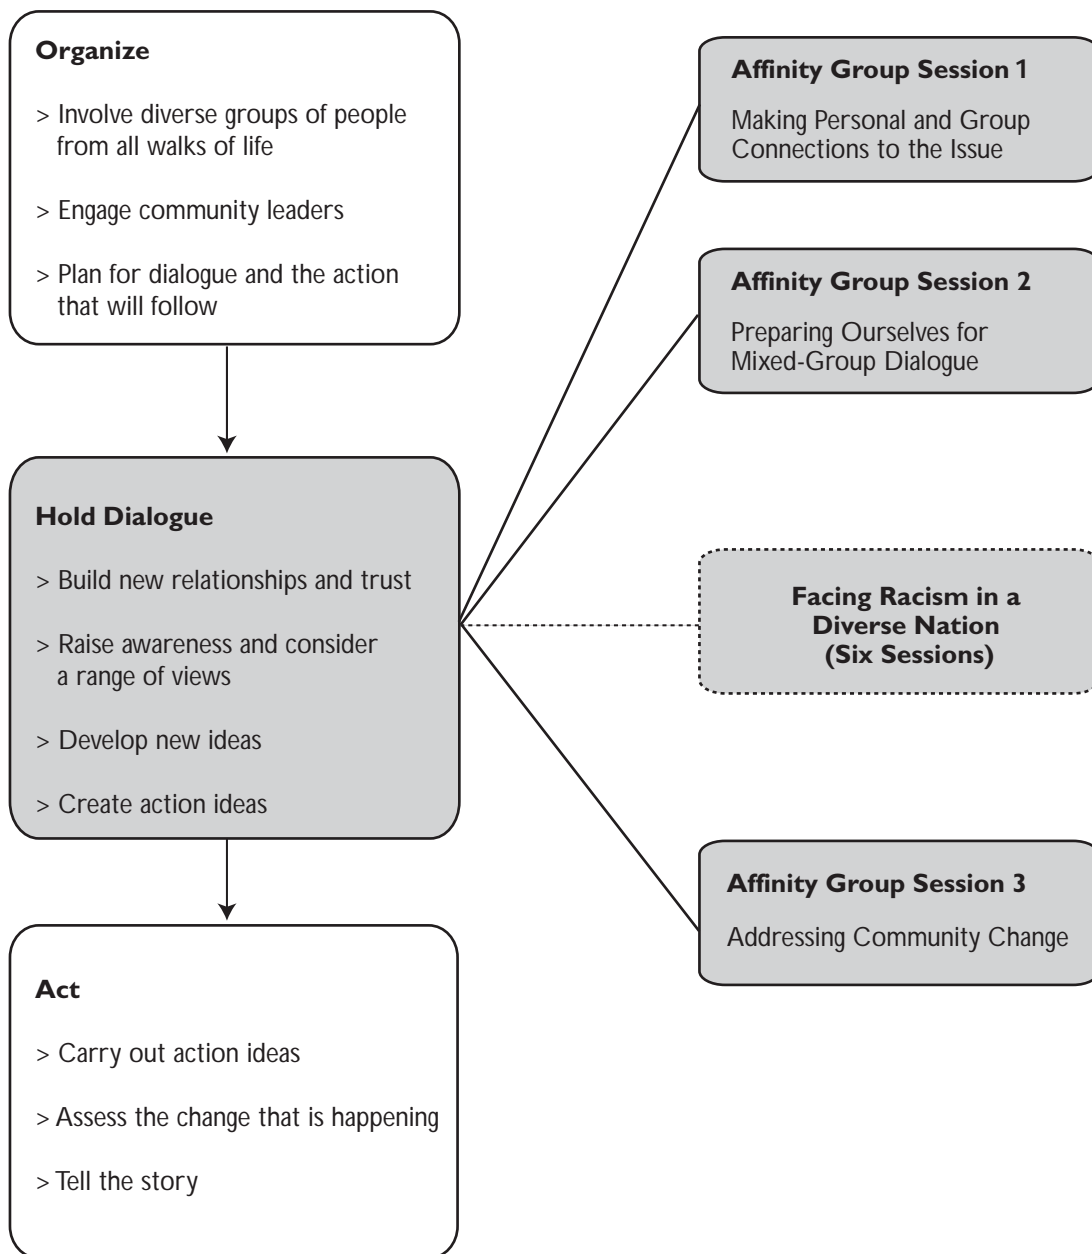 Organize
> Involve diverse groups of people
from all walks of life
> Engage community leaders
> Plan for dialogue and the action
that will follow
Hold Dialogue
> Build new relationships and trust
> Raise awareness and consider
a range of views
> Develop new ideas
> Create action ideas
Act
> Carry out action ideas
> Assess the change that is happening
> Tell the story
Affinity Group Session 1
Making Personal and Group
Connections to the Issue
Affinity Group Session 2
Preparing Ourselves for
Mixed-Group Dialogue
Facing Racism in a
Diverse Nation
(Six Sessions)
Affinity Group Session 3
Addressing Community Change